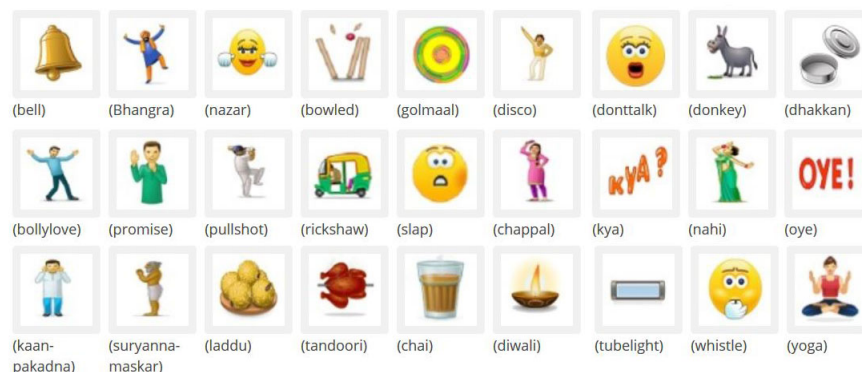 (bell) (Bhangra) (nazar) (bowled) (golmaal) (disco) (donttalk) (donkey) (dhakkan)
KYA ? OYE!
(bollylove) (promise) (pullshot) (rickshaw) (slap) (chappal) (kya) (nahi) (oye)
(kaan- (suryanna- (laddu) (tandoori) (chai) (diwali) (tubelight) (whistle) (yoga)
pakadna) maskar)